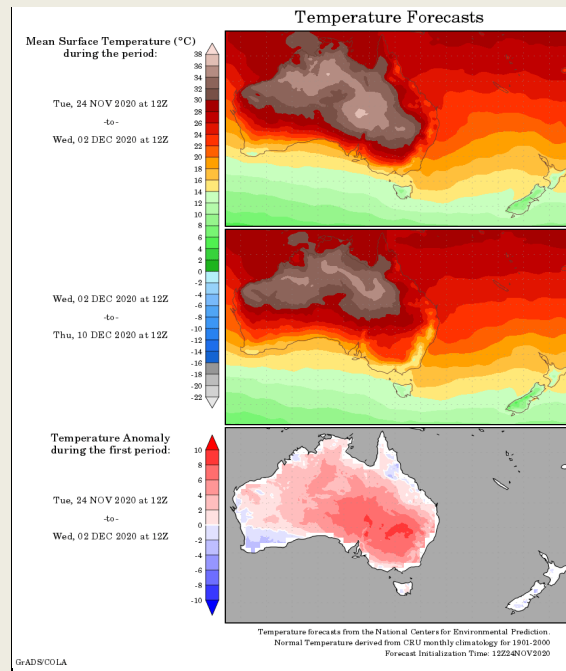 Temperature Forecasts
Mean Surface Temperature (°C)
during the period:
Tue, 24 NOV 2020 at 12Z
-to-
Wed, 02 DEC 2020 at 12Z
38
36
34
32
30
28
26
24
22
20
18
16
14
12
10
8
6
4
2
0
-2
-4
-6
-8
-10
-12
-14
-16
-18
-20
-22
Wed, 02 DEC 2020 at 12Z
-to-
Thu, 10 DEC 2020 at 12Z
Temperature Anomaly
during the first period:
Tue, 24 NOV 2020 at 12Z
-to-
Wed, 02 DEC 2020 at 12Z
10
8
6
4
2
0
-2
-4
-6
-8
-10
Temperature forecasts from the National Centers for Environmental Prediction.
Normal Temperature derived from CRU monthly climatology for 1901-2000
Forecast Initialization Time: 12Z24NOV2020
GrADS/COLA